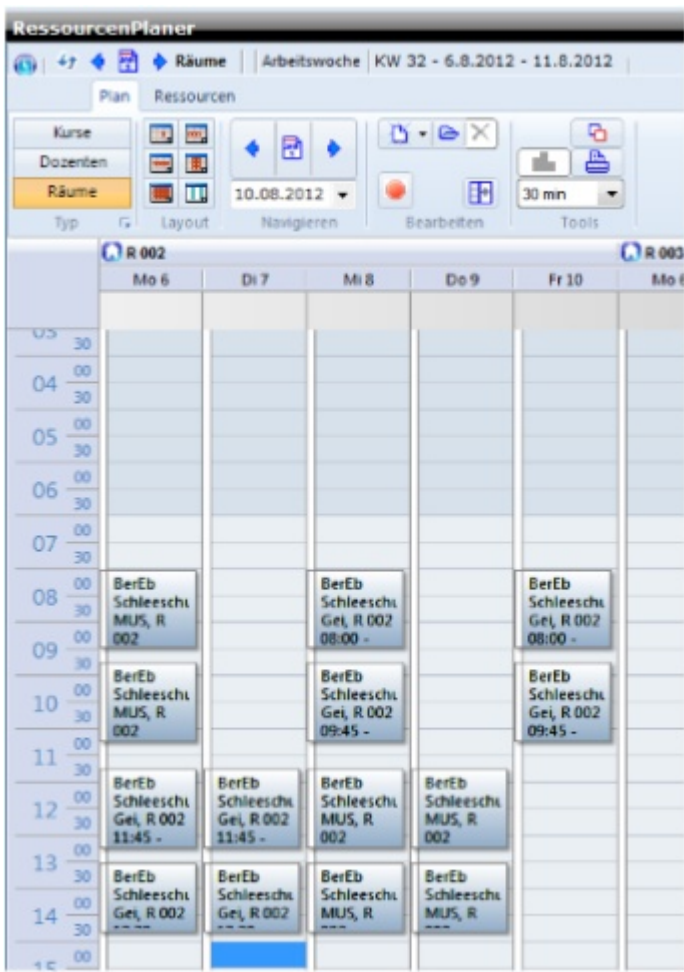 RessourcenPlaner
Räume Arbeitswoche KW 32 - 6.8.2012 - 11.8.2012
Plan Ressourcen
Kurse
Dozenten
Räume
10.08.2012
30 min
Typ Layout Navigieren Bearbeiten Tools
R 002 R 003
Mo 6 Di 7 Mi 8 Do 9 Fr 10 Mo 6
03 30
04 00
30
05 00
30
06 00
30
07 00
30
08 00
30
09 00
30
10 00
30
11 00
30
12 00
30
13 00
30
14 00
30
15 00
BerEb
Schleeschu
MUS, R
002
BerEb
Schleeschu
MUS, R
002
BerEb
Schleeschu
Gei, R 002
11:45 -
BerEb
Schleeschu
Gei, R 002
BerEb
Schleeschu
Gei, R 002
11:45 -
BerEb
Schleeschu
Gei, R 002
BerEb
Schleeschu
Gei, R 002
08:00 -
BerEb
Schleeschu
Gei, R 002
09:45 -
BerEb
Schleeschu
MUS, R
002
BerEb
Schleeschu
MUS, R
BerEb
Schleeschu
MUS, R
002
BerEb
Schleeschu
MUS, R
BerEb
Schleeschu
Gei, R 002
08:00 -
BerEb
Schleeschu
Gei, R 002
09:45 -